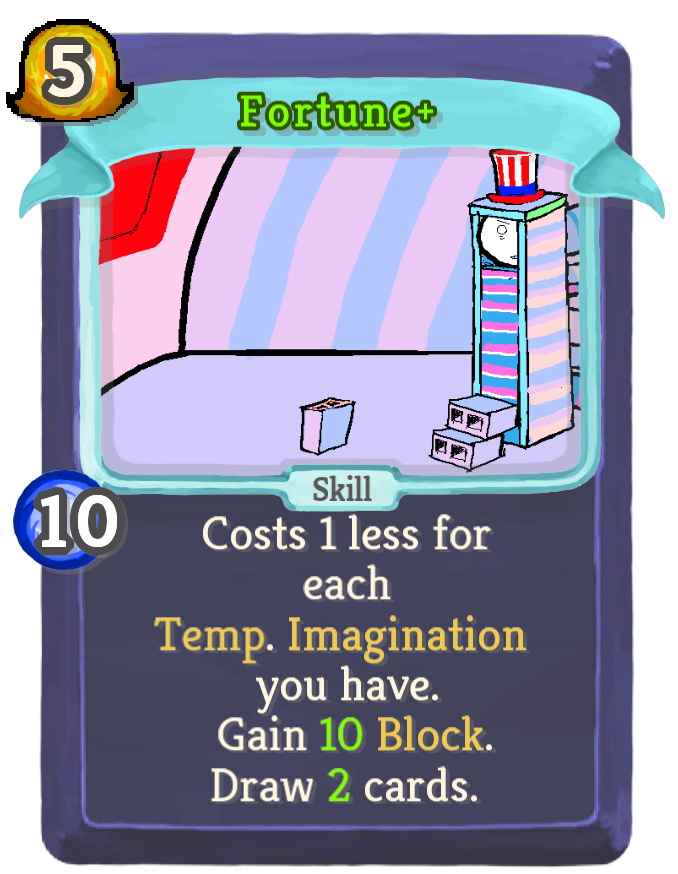 5
Fortune+
Skill
10
Costs 1 less for
each
Temp. Imagination
you have.
Gain 10 Block.
Draw 2 cards.